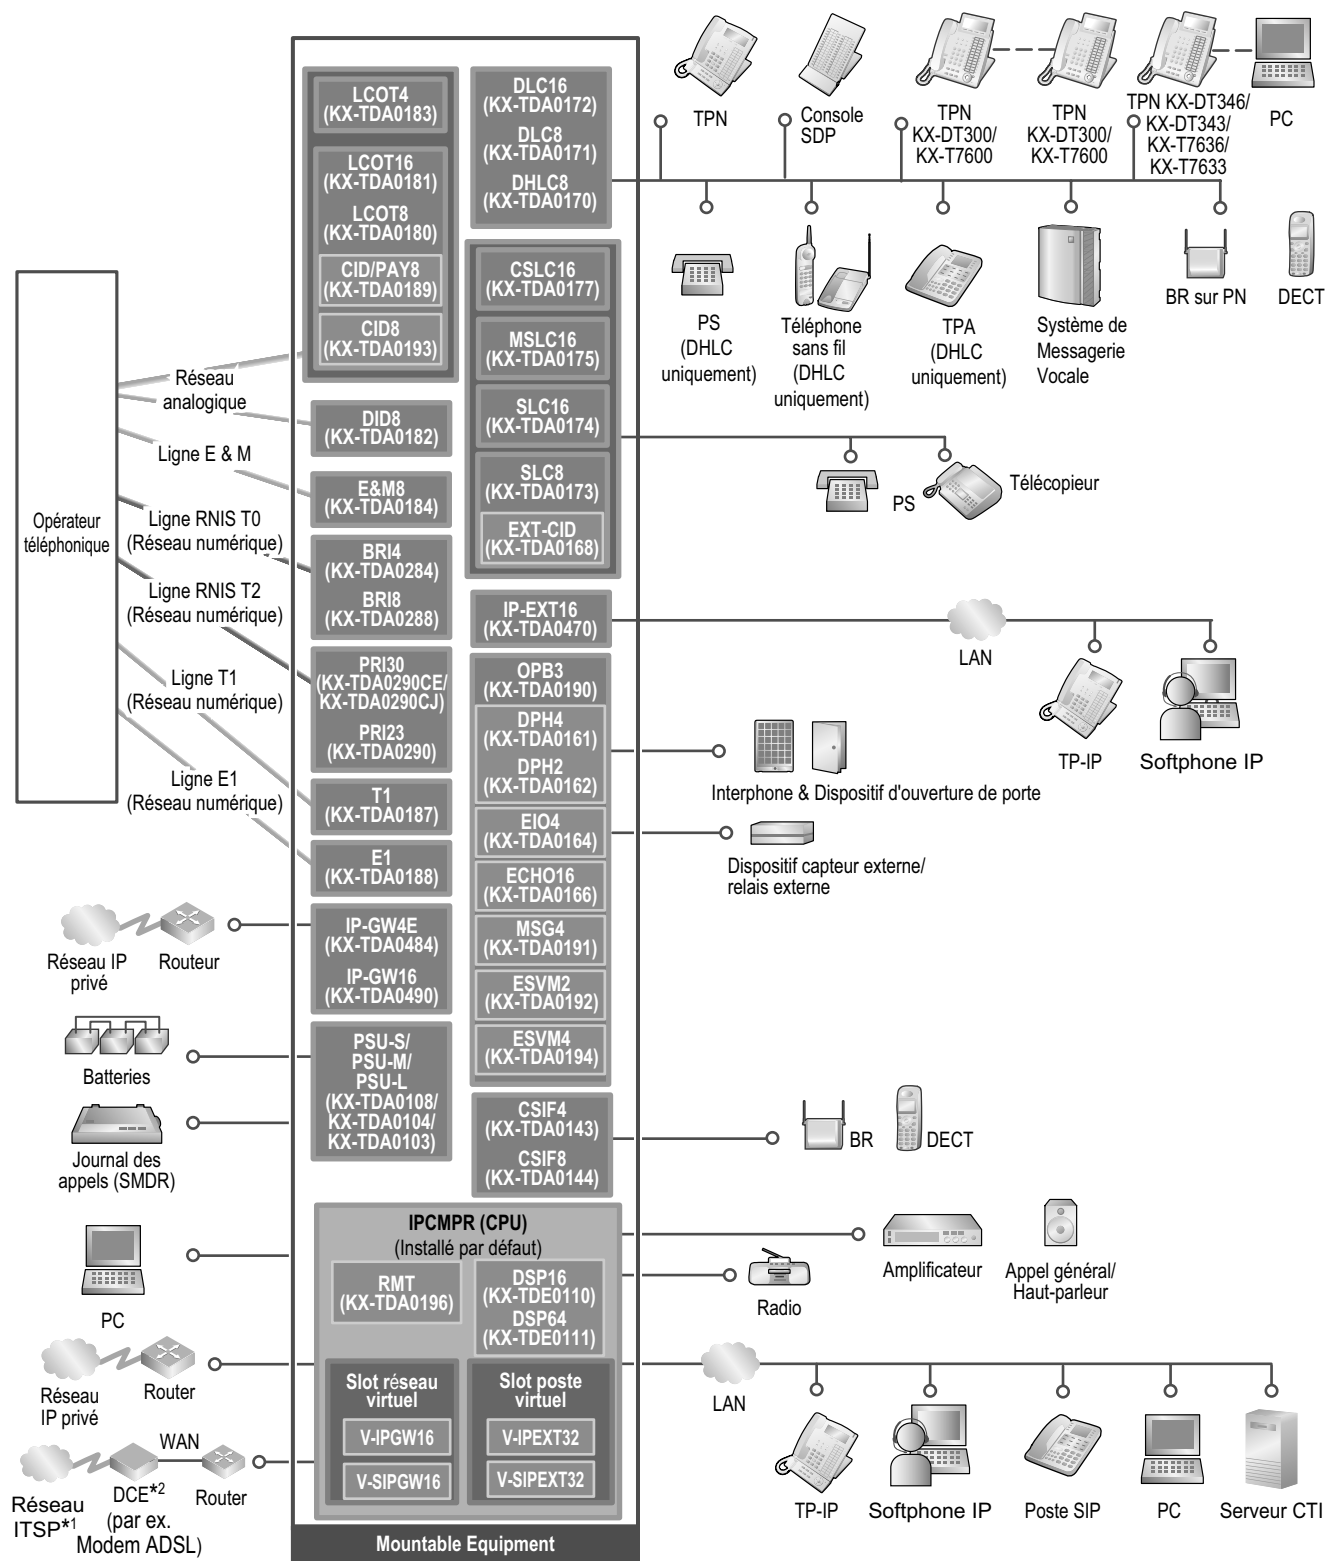 LCOT4
(KX-TDA0183)
LCOT16
(KX-TDA0181)
LCOT8
(KX-TDA0180)
CID/PAY8
(KX-TDA0189)
CID8
(KX-TDA0193)
DID8
(KX-TDA0182)
E&M8
(KX-TDA0184)
BRI4
(KX-TDA0284)
BRI8
(KX-TDA0288)
PRI30
(KX-TDA0290CE/
KX-TDA0290CJ)
PRI23
(KX-TDA0290)
T1
(KX-TDA0187)
E1
(KX-TDA0188)
IP-GW4E
(KX-TDA0484)
IP-GW16
(KX-TDA0490)
PSU-S/
PSU-M/
PSU-L
(KX-TDA0108/
KX-TDA0104/
KX-TDA0103)
DLC16
(KX-TDA0172)
DLC8
(KX-TDA0171)
DHLC8
(KX-TDA0170)
CSLC16
(KX-TDA0177)
MSLC16
(KX-TDA0175)
SLC16
(KX-TDA0174)
SLC8
(KX-TDA0173)
EXT-CID
(KX-TDA0168)
IP-EXT16
(KX-TDA0470)
OPB3
(KX-TDA0190)
DPH4
(KX-TDA0161)
DPH2
(KX-TDA0162)
EIO4
(KX-TDA0164)
ECHO16
(KX-TDA0166)
MSG4
(KX-TDA0191)
ESVM2
(KX-TDA0192)
ESVM4
(KX-TDA0194)
CSIF4
(KX-TDA0143)
CSIF8
(KX-TDA0144)
IPCMPR (CPU)
(Installé par défaut)
RMT
(KX-TDA0196)
DSP16
(KX-TDE0110)
DSP64
(KX-TDE0111)
Slot réseau
virtuel
V-IPGW16
V-SIPGW16
Slot poste
virtuel
V-IPEXT32
V-SIPEXT32
Mountable Equipment
Opérateur
téléphonique
Réseau
analogique
Ligne E & M
Ligne RNIS T0
(Réseau numérique)
Ligne RNIS T2
(Réseau numérique)
Ligne T1
(Réseau numérique)
Ligne E1
(Réseau numérique)
Réseau IP
privé
Routeur
Batteries
Journal des
appels (SMDR)
PC
Réseau
IP privé
Router
WAN
Réseau
ITSP*1
DCE*2
(par ex.
Modem ADSL)
Router
TPN
Console
SDP
TPN
KX-DT300/
KX-T7600
TPN
KX-DT300/
KX-T7600
TPN KX-DT346/
KX-DT343/
KX-T7636/
KX-T7633
PC
PS
(DHLC
uniquement)
Téléphone
sans fil
(DHLC
uniquement)
TPA
(DHLC
uniquement)
Système de
Messagerie
Vocale
BR sur PN
DECT
PS
Télécopieur
LAN
TP-IP
Softphone IP
Interphone & Dispositif d'ouverture de porte
Dispositif capteur externe/
relais externe
BR
DECT
Amplificateur
Appel général/
Haut-parleur
Radio
LAN
TP-IP
Softphone IP
Poste SIP
PC
Serveur CTI